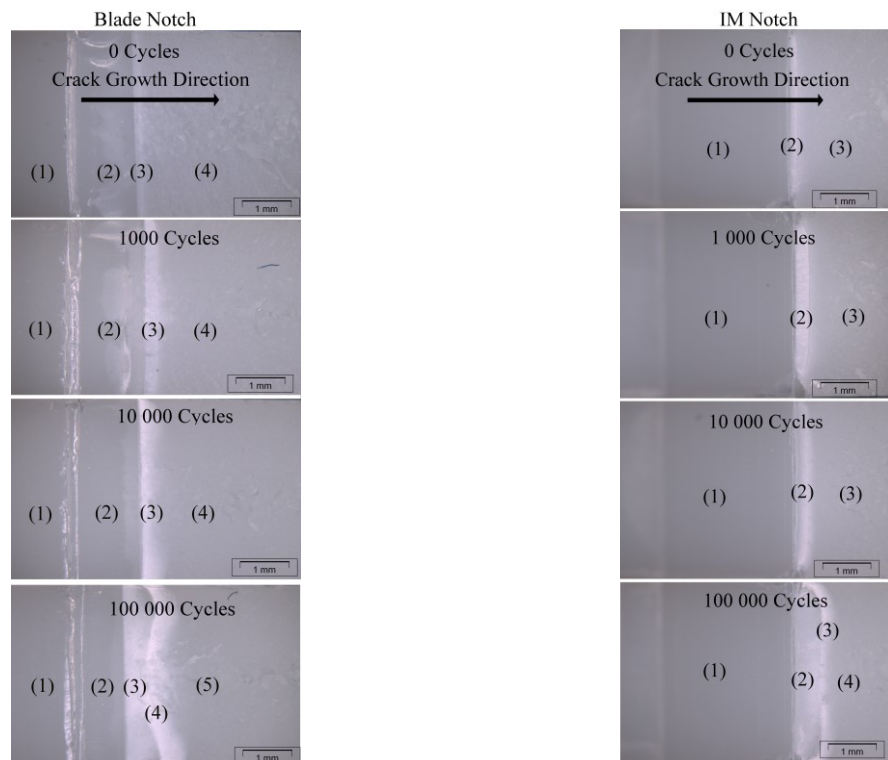 Blade Notch
0 Cycles
Crack Growth Direction
(1) (2) (3) (4)
1 mm
1000 Cycles
(1) (2) (3) (4)
1 mm
10 000 Cycles
(1) (2) (3) (4)
1 mm
100 000 Cycles
(1) (2) (3) (5)
(4)
1 mm
IM Notch
0 Cycles
Crack Growth Direction
(1) (2) (3)
1 mm
1 000 Cycles
(1) (2) (3)
1 mm
10 000 Cycles
(1) (2) (3)
1 mm
100 000 Cycles
(3)
(1) (2) (4)
1 mm